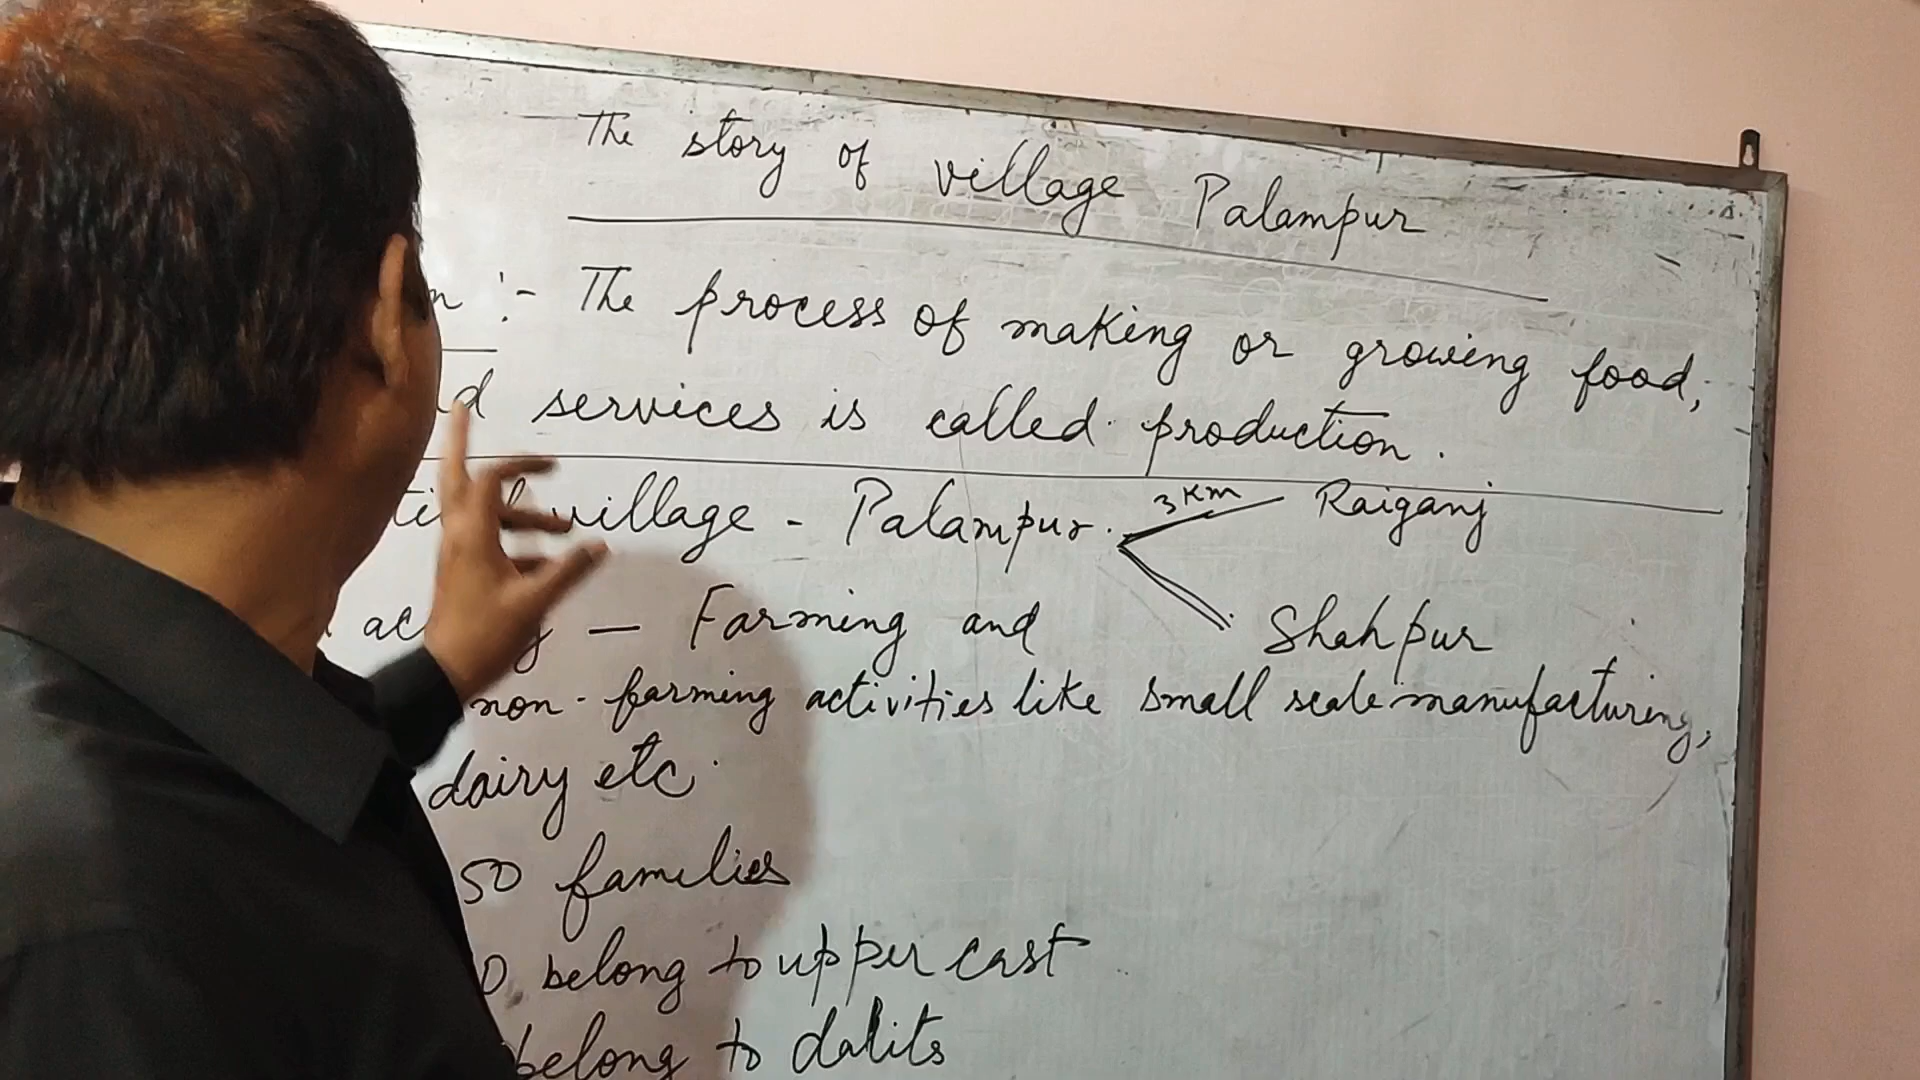 The story of village Palampur
:- The process of making or growing food,
services is called production.
village - Palampur. 3 Km Raiganj
Shahpur
— Farming and
non-farming activities like small scale manufacturing,
dairy etc.
50 families
belong to upper cast
belong to dalits